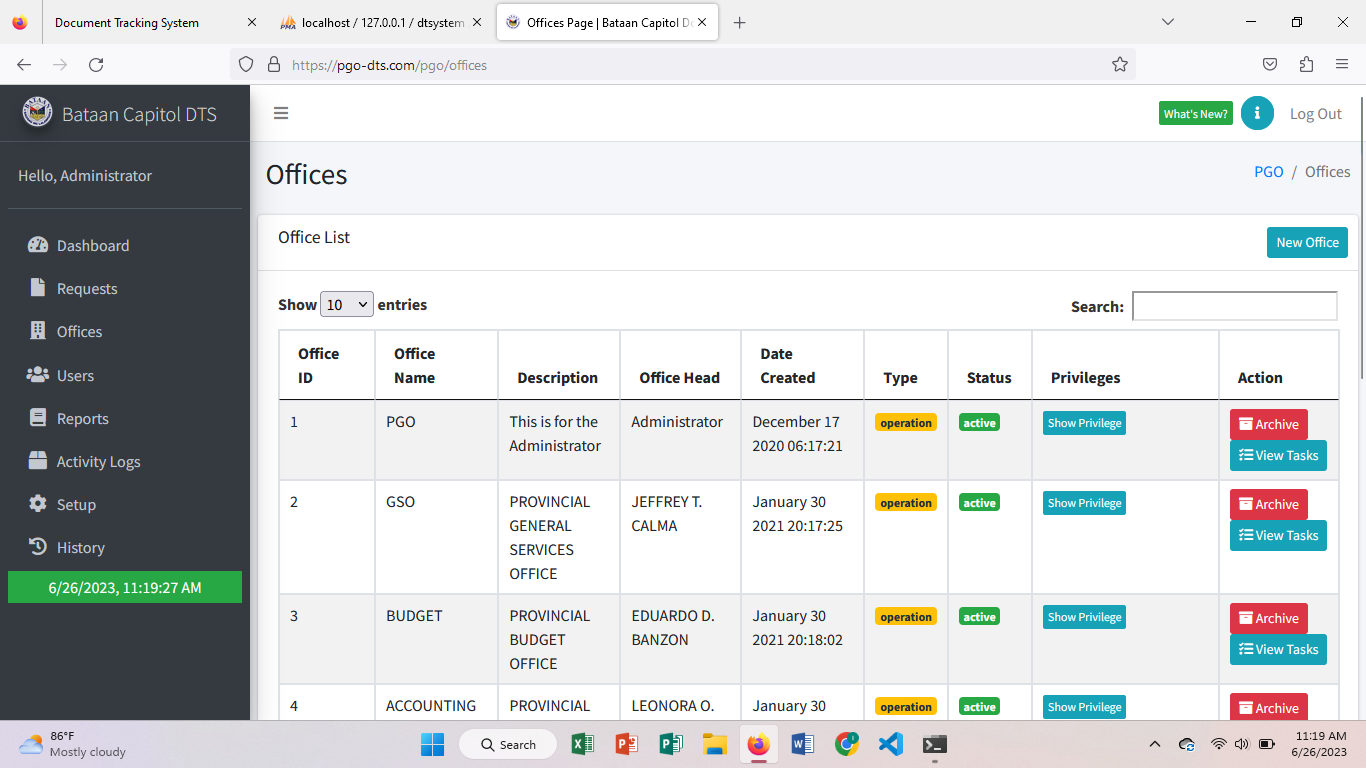 Document Tracking System
localhost / 127.0.0.1 / dtsystem
Offices Page | Bataan Capitol Do
https://pgo-dts.com/pgo/offices
Bataan Capitol DTS
What's New?
Log Out
Hello, Administrator
Dashboard
Requests
Offices
Users
Reports
Activity Logs
Setup
History
6/26/2023, 11:19:27 AM
Offices
PGO / Offices
Office List
New Office
Show 10 entries
Search:
Office ID
Office Name
Description
Office Head
Date Created
Type
Status
Privileges
Action
1
PGO
This is for the
Administrator
Administrator
December 17
2020 06:17:21
operation
active
Show Privilege
Archive
View Tasks
2
GSO
PROVINCIAL
GENERAL
SERVICES
OFFICE
JEFFREY T.
CALMA
January 30
2021 20:17:25
operation
active
Show Privilege
Archive
View Tasks
3
BUDGET
PROVINCIAL
BUDGET
OFFICE
EDUARDO D.
BANZON
January 30
2021 20:18:02
operation
active
Show Privilege
Archive
View Tasks
4
ACCOUNTING
PROVINCIAL
LEONORA O.
January 30
operation
active
Show Privilege
Archive
86°F
Mostly cloudy
Search
11:19 AM
6/26/2023